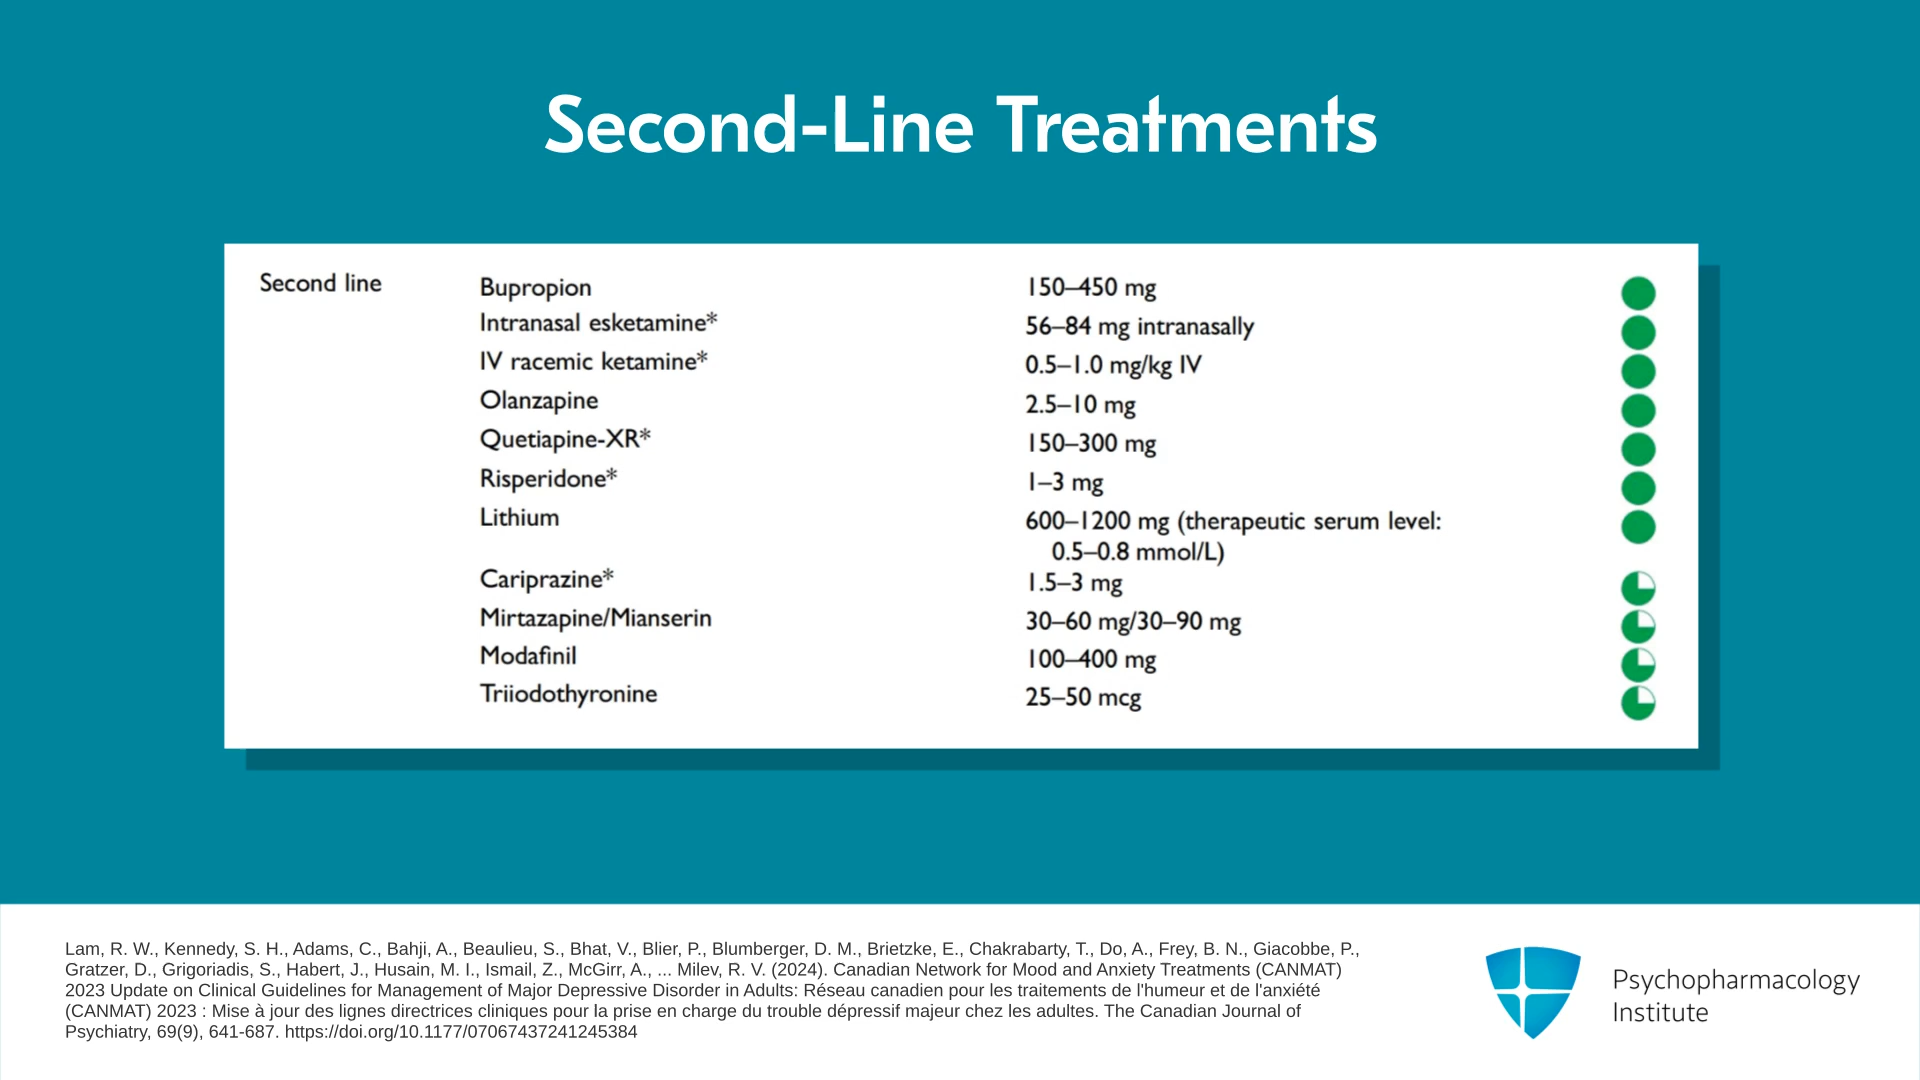 Second-Line Treatments
Second line
Bupropion 150–450 mg
Intranasal esketamine* 56–84 mg intranasally
IV racemic ketamine* 0.5–1.0 mg/kg IV
Olanzapine 2.5–10 mg
Quetiapine-XR* 150–300 mg
Risperidone* 1–3 mg
Lithium 600–1200 mg (therapeutic serum level:
0.5–0.8 mmol/L)
Cariprazine* 1.5–3 mg
Mirtazapine/Mianserin 30–60 mg/30–90 mg
Modafinil 100–400 mg
Triiodothyronine 25–50 mcg
Lam, R. W., Kennedy, S. H., Adams, C., Bahji, A., Beaulieu, S., Bhat, V., Blier, P., Blumberger, D. M., Brietzke, E., Chakrabarty, T., Do, A., Frey, B. N., Giacobbe, P.,
Gratzer, D., Grigoriadis, S., Habert, J., Husain, M. I., Ismail, Z., McGirr, A., ... Milev, R. V. (2024). Canadian Network for Mood and Anxiety Treatments (CANMAT)
2023 Update on Clinical Guidelines for Management of Major Depressive Disorder in Adults: Réseau canadien pour les traitements de l'humeur et de l'anxiété
(CANMAT) 2023 : Mise à jour des lignes directrices cliniques pour la prise en charge du trouble dépressif majeur chez les adultes. The Canadian Journal of
Psychiatry, 69(9), 641-687. https://doi.org/10.1177/07067437241245384
Psychopharmacology
Institute